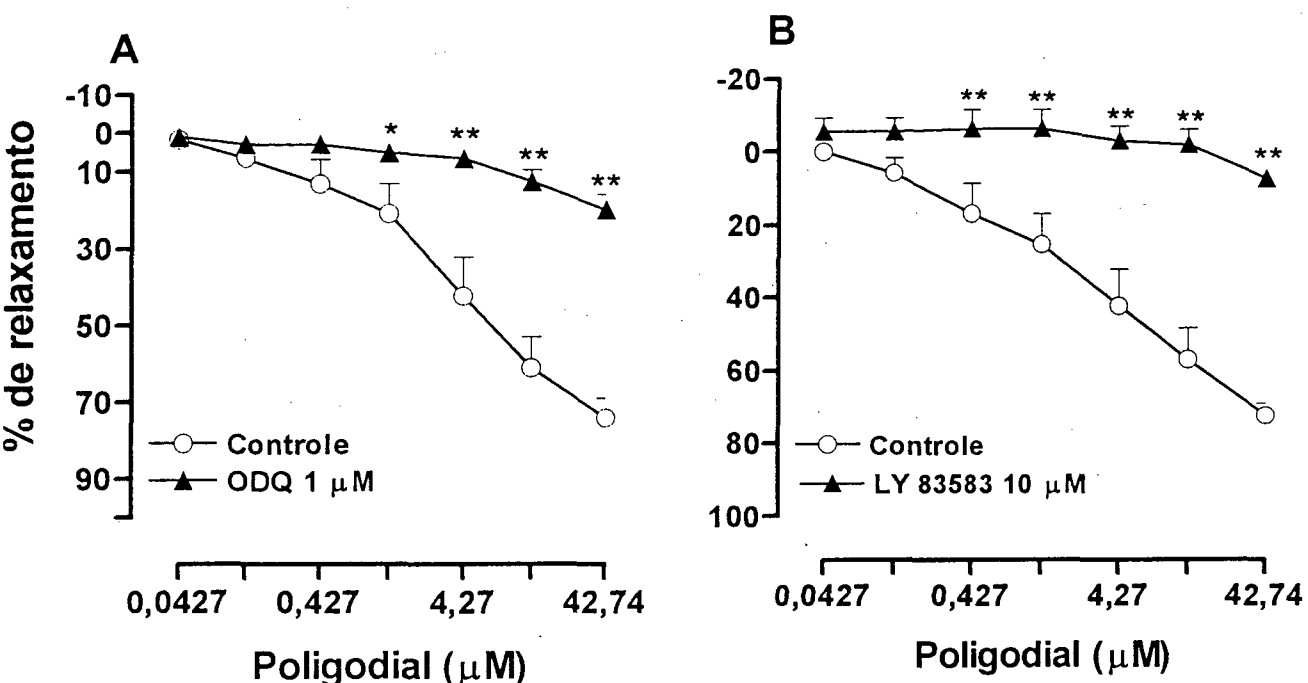 A
% de relaxamento
-10
0
10
30
50
70
90
* ** ** **
Controle
ODQ 1 μM
0,0427 0,427 4,27 42,74
Poligodial (μM)
B
-20
0
20
40
60
80
100
** ** ** ** **
Controle
LY 83583 10 μM
0,0427 0,427 4,27 42,74
Poligodial (μM)